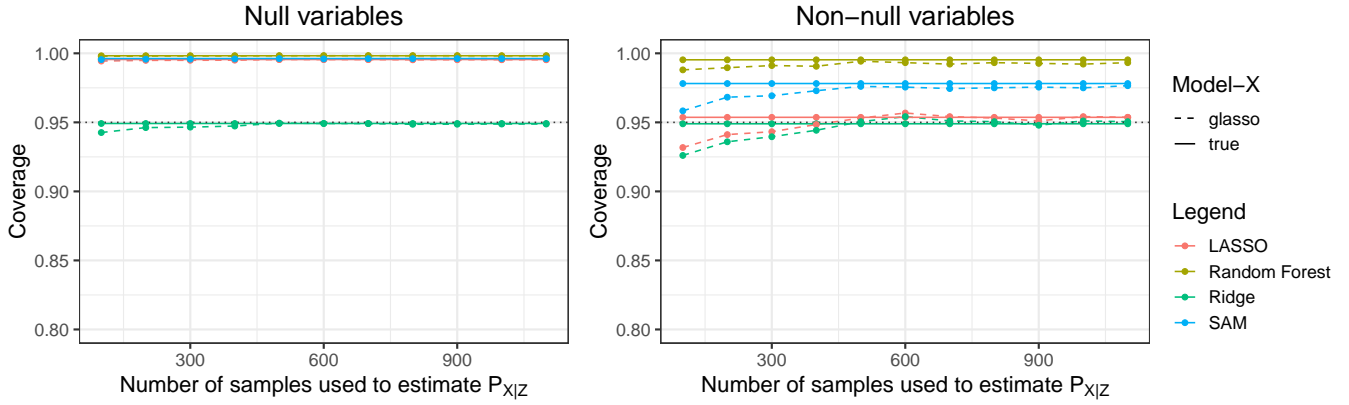 Null variables
Non−null variables
1.00
0.95
0.90
0.85
0.80
Coverage
300
600
900
Number of samples used to estimate P_X|Z
1.00
0.95
0.90
0.85
0.80
Coverage
300
600
900
Number of samples used to estimate P_X|Z
Model−X
glasso
true
Legend
LASSO
Random Forest
Ridge
SAM